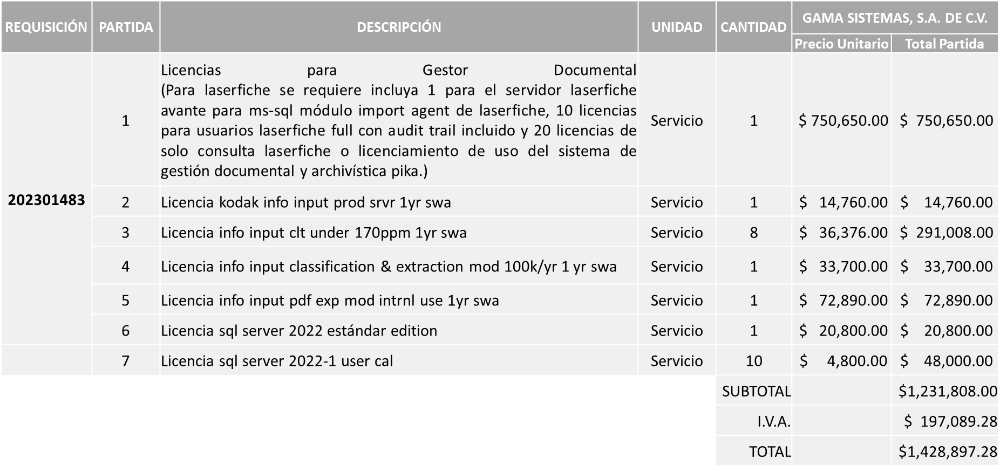 REQUISICIÓN PARTIDA DESCRIPCIÓN UNIDAD CANTIDAD GAMA SISTEMAS, S.A. DE C.V.
Precio Unitario Total Partida
202301483
1 Licencias para Gestor Documental
(Para laserfiche se requiere incluya 1 para el servidor laserfiche
avante para ms-sql módulo import agent de laserfiche, 10 licencias
para usuarios laserfiche full con audit trail incluido y 20 licencias de
solo consulta laserfiche o licenciamiento de uso del sistema de
gestión documental y archivística pika.) Servicio 1 $ 750,650.00 $ 750,650.00
2 Licencia kodak info input prod srvr 1yr swa Servicio 1 $ 14,760.00 $ 14,760.00
3 Licencia info input clt under 170ppm 1yr swa Servicio 8 $ 36,376.00 $ 291,008.00
4 Licencia info input classification & extraction mod 100k/yr 1 yr swa Servicio 1 $ 33,700.00 $ 33,700.00
5 Licencia info input pdf exp mod intrnl use 1yr swa Servicio 1 $ 72,890.00 $ 72,890.00
6 Licencia sql server 2022 estándar edition Servicio 1 $ 20,800.00 $ 20,800.00
7 Licencia sql server 2022-1 user cal Servicio 10 $ 4,800.00 $ 48,000.00
SUBTOTAL $1,231,808.00
I.V.A. $ 197,089.28
TOTAL $1,428,897.28